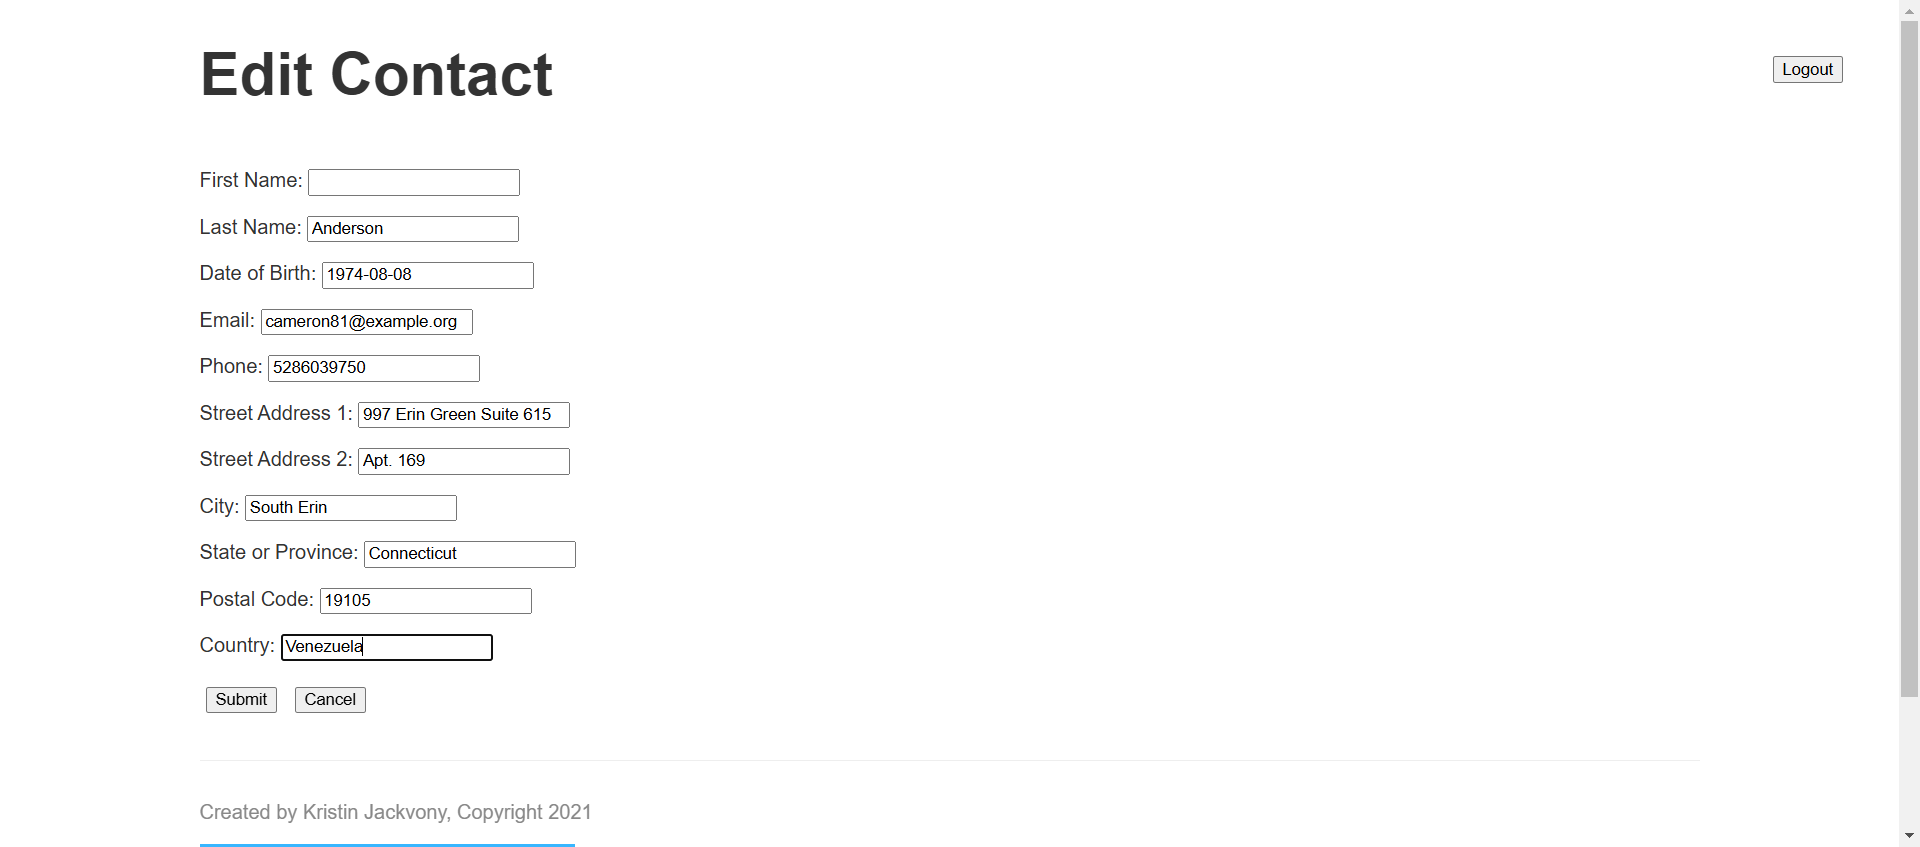 Edit Contact
Logout
First Name:
Last Name: Anderson
Date of Birth: 1974-08-08
Email: cameron81@example.org
Phone: 5286039750
Street Address 1: 997 Erin Green Suite 615
Street Address 2: Apt. 169
City: South Erin
State or Province: Connecticut
Postal Code: 19105
Country: Venezuela
Submit Cancel
Created by Kristin Jackvony, Copyright 2021